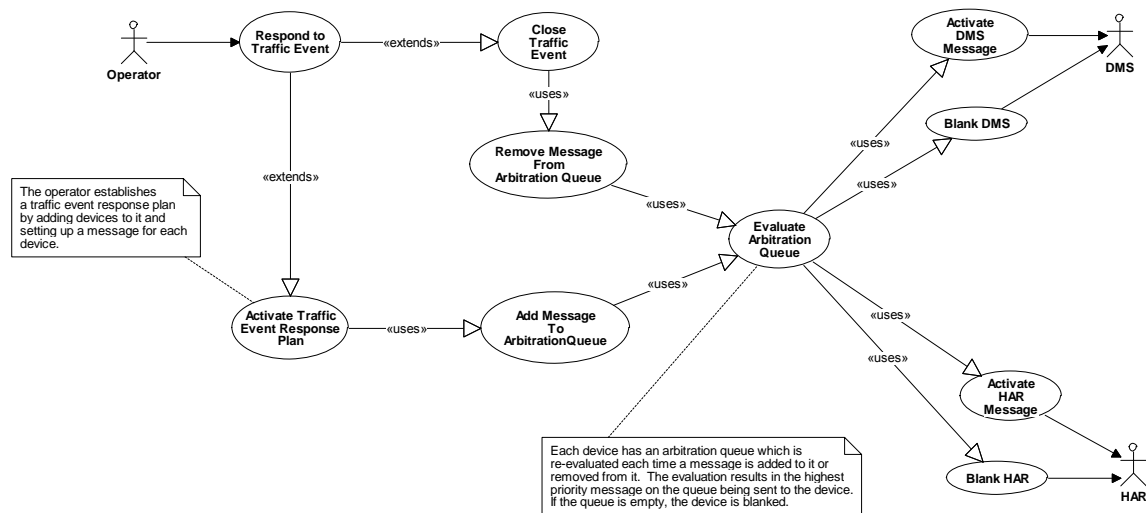 Operator
Respond to
Traffic Event
«extends»
Close
Traffic
Event
«uses»
Remove Message
From
Arbitration Queue
«uses»
«extends»
The operator establishes
a traffic event response plan
by adding devices to it and
setting up a message for each
device.
Activate Traffic
Event Response
Plan
«uses»
Add Message
To
ArbitrationQueue
«uses»
Evaluate
Arbitration
Queue
«uses»
Activate
DMS
Message
DMS
«uses»
Blank DMS
«uses»
Activate
HAR
Message
«uses»
Blank HAR
HAR
Each device has an arbitration queue which is
re-evaluated each time a message is added to it or
removed from it.  The evaluation results in the highest
priority message on the queue being sent to the device.
If the queue is empty, the device is blanked.